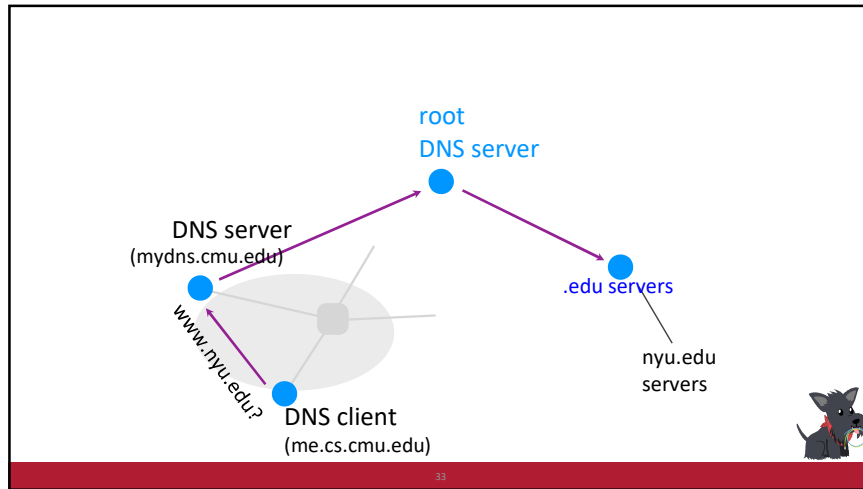 root
DNS server
DNS server
(mydns.cmu.edu)
.edu servers
www.nyu.edu?
nyu.edu
servers
DNS client
(me.cs.cmu.edu)
33